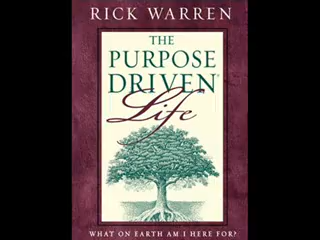 RICK WARREN
THE
PURPOSE
DRIVEN®
Life
WHAT ON EARTH AM I HERE FOR?